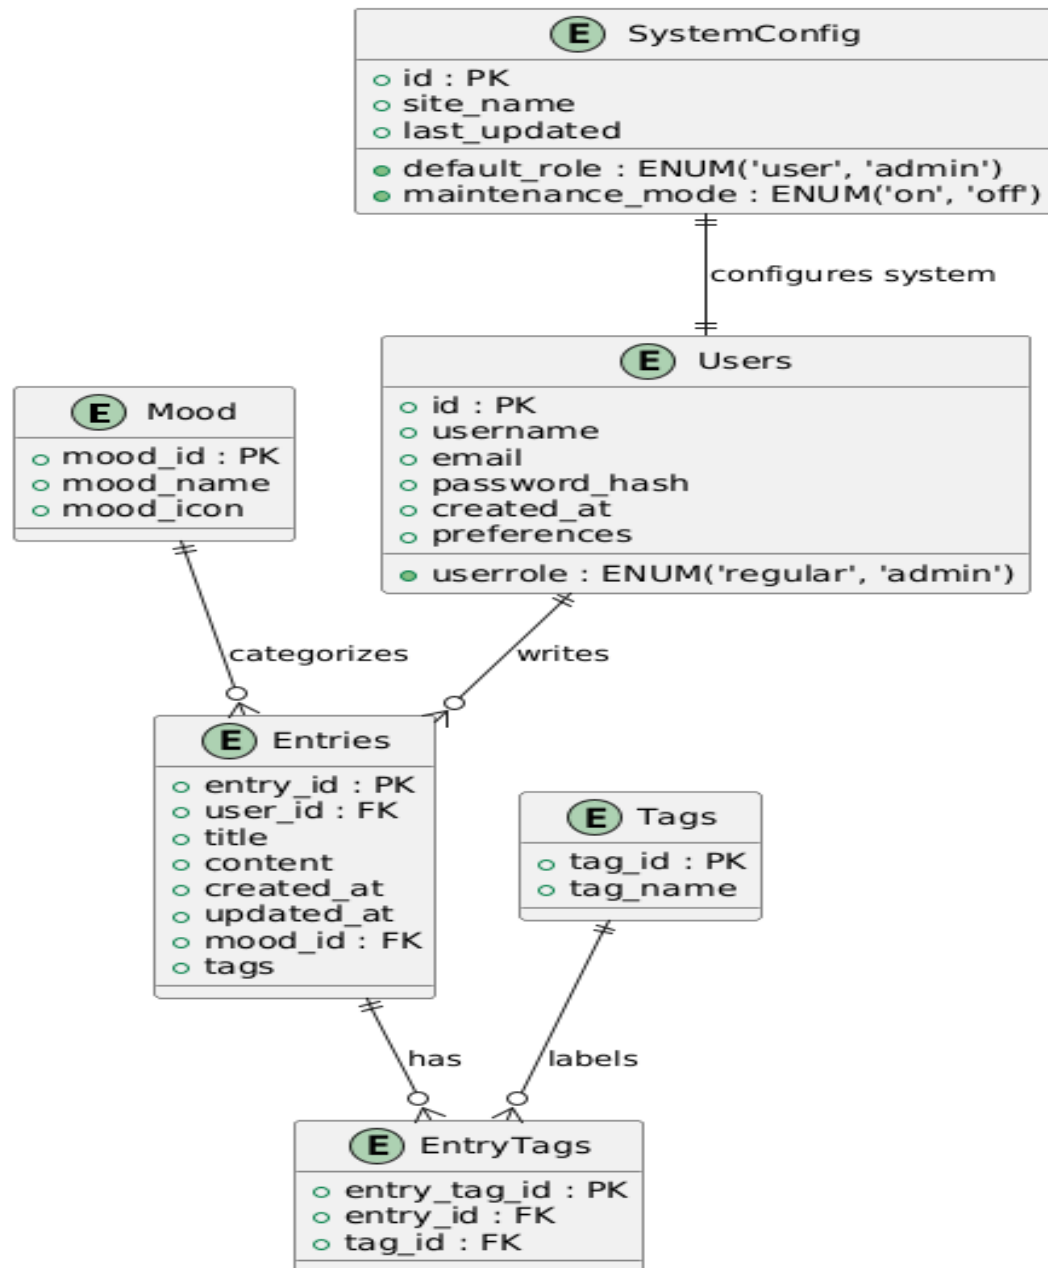 E SystemConfig
id : PK
site_name
last_updated
default_role : ENUM('user', 'admin')
maintenance_mode : ENUM('on', 'off')
configures system
E Users
id : PK
username
email
password_hash
created_at
preferences
userrole : ENUM('regular', 'admin')
E Mood
mood_id : PK
mood_name
mood_icon
categorizes
writes
E Entries
entry_id : PK
user_id : FK
title
content
created_at
updated_at
mood_id : FK
tags
E Tags
tag_id : PK
tag_name
has
labels
E EntryTags
entry_tag_id : PK
entry_id : FK
tag_id : FK